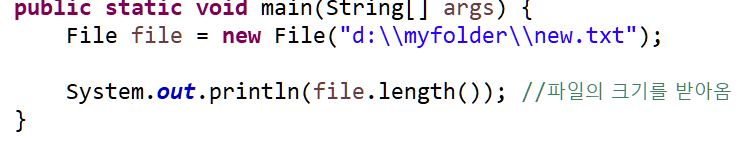 public static void main(String[] args) {
File file = new File("d:\\myfolder\\new.txt");
System.out.println(file.length()); //파일의 크기를 받아옴
}